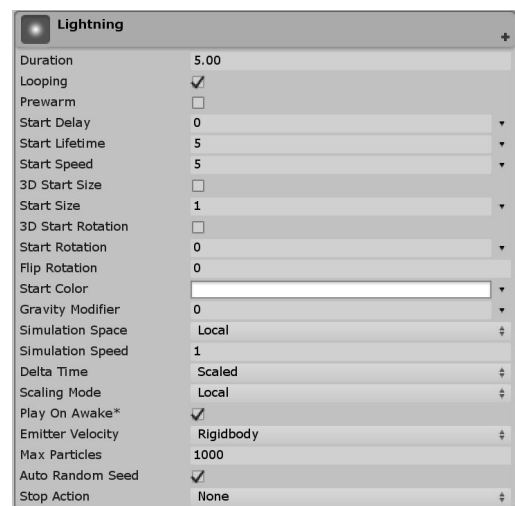 Lightning
Duration 5.00
Looping
Prewarm
Start Delay 0
Start Lifetime 5
Start Speed 5
3D Start Size
Start Size 1
3D Start Rotation
Start Rotation 0
Flip Rotation 0
Start Color
Gravity Modifier 0
Simulation Space Local
Simulation Speed 1
Delta Time Scaled
Scaling Mode Local
Play On Awake*
Emitter Velocity Rigidbody
Max Particles 1000
Auto Random Seed
Stop Action None